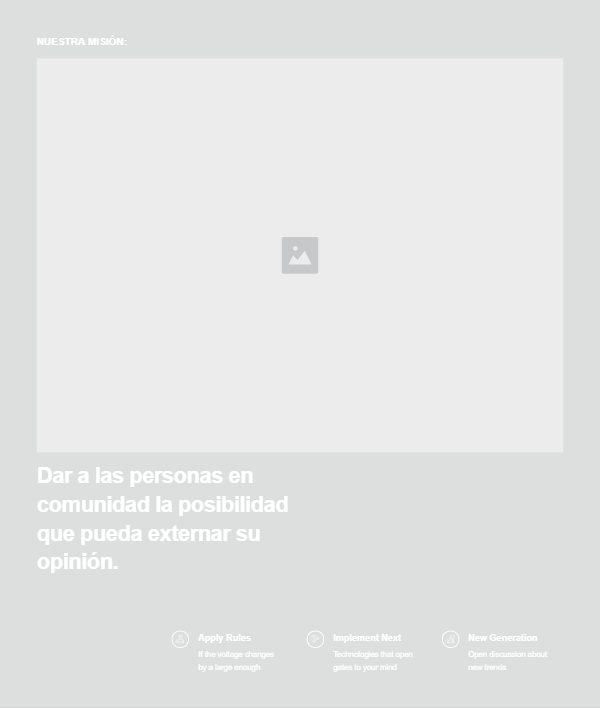 NUESTRA MISIÓN:
Dar a las personas en
comunidad la posibilidad
que pueda externar su
opinión.
Apply Rules
If the voltage changes
by a large enough
Implement Next
Technologies that open
gates to your mind
New Generation
Open discussion about
new trends